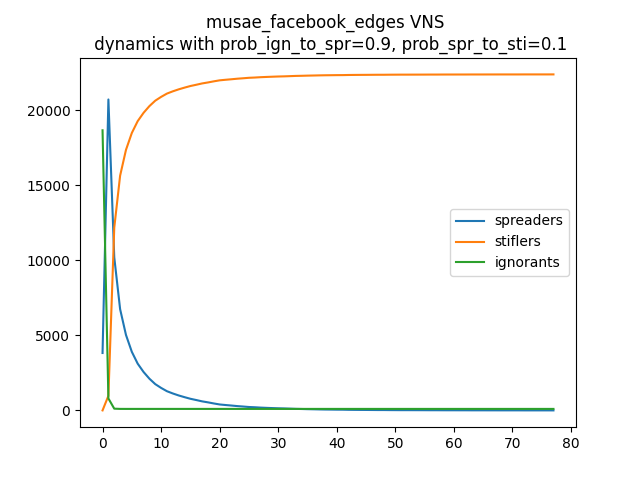 musae_facebook_edges VNS
dynamics with prob_ign_to_spr=0.9, prob_spr_to_sti=0.1
20000
15000
10000
5000
0
spreaders
stiflers
ignorants
0 10 20 30 40 50 60 70 80